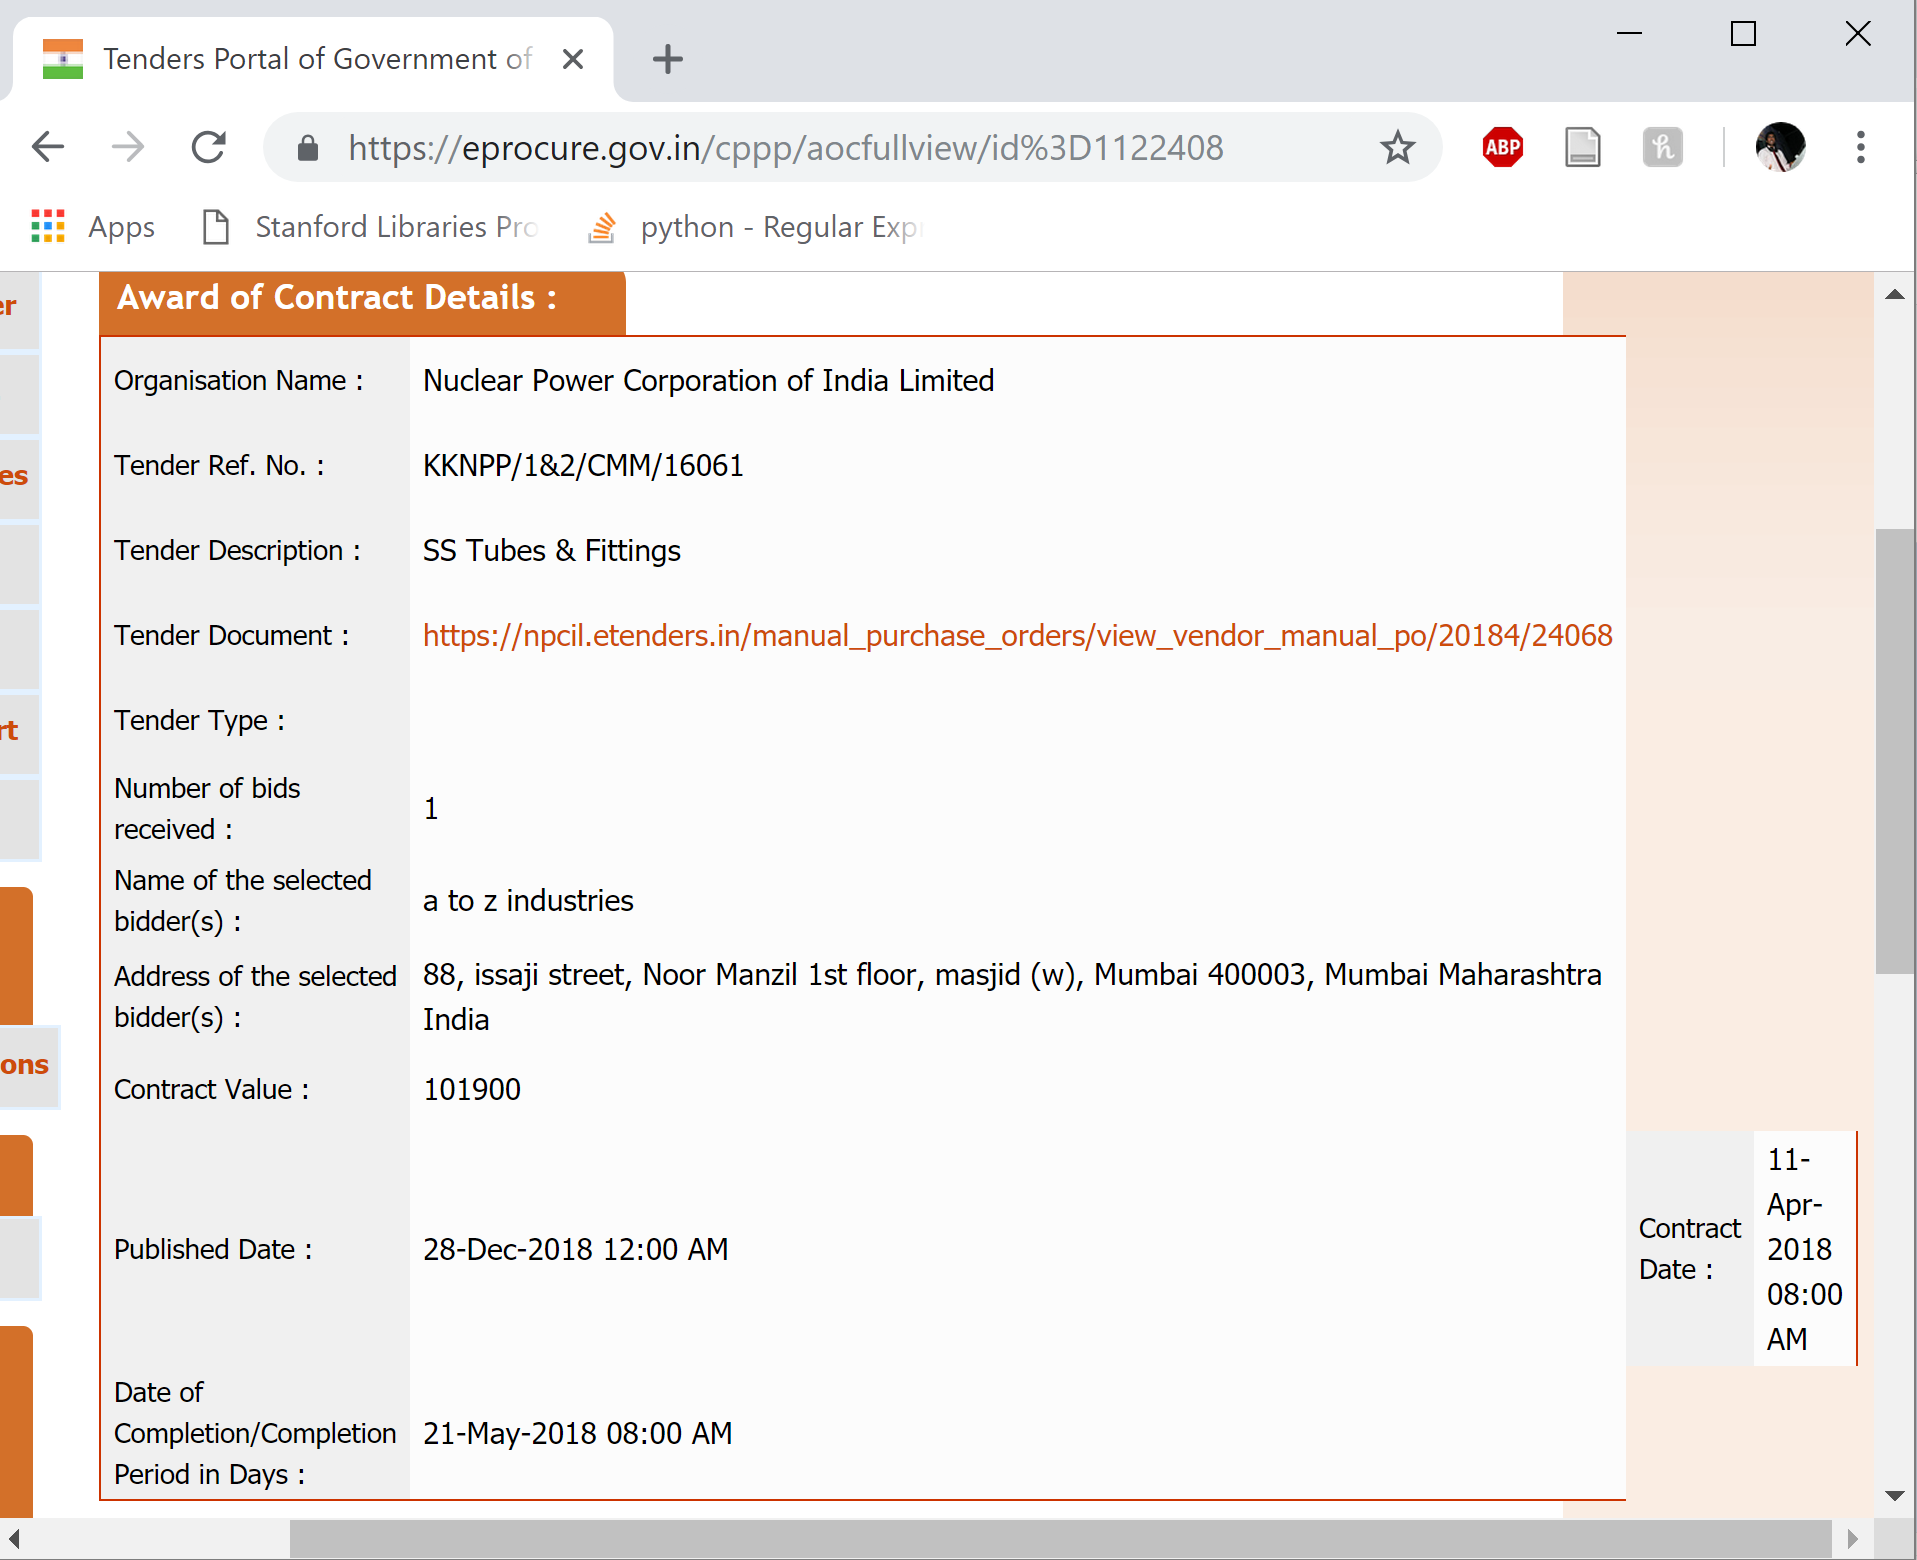 Tenders Portal of Government of
https://eprocure.gov.in/cppp/aocfullview/id%3D1122408
ABP
h
Apps
Stanford Libraries Pro
python - Regular Exp
Award of Contract Details :
er
es
rt
ons
Organisation Name :
Nuclear Power Corporation of India Limited
Tender Ref. No. :
KKNPP/1&2/CMM/16061
Tender Description :
SS Tubes & Fittings
Tender Document :
https://npcil.etenders.in/manual_purchase_orders/view_vendor_manual_po/20184/24068
Tender Type :
Number of bids
received :
1
Name of the selected
bidder(s) :
a to z industries
Address of the selected
bidder(s) :
88, issaji street, Noor Manzil 1st floor, masjid (w), Mumbai 400003, Mumbai Maharashtra
India
Contract Value :
101900
Published Date :
28-Dec-2018 12:00 AM
Contract
Date :
11-
Apr-
2018
08:00
AM
Date of
Completion/Completion
Period in Days :
21-May-2018 08:00 AM